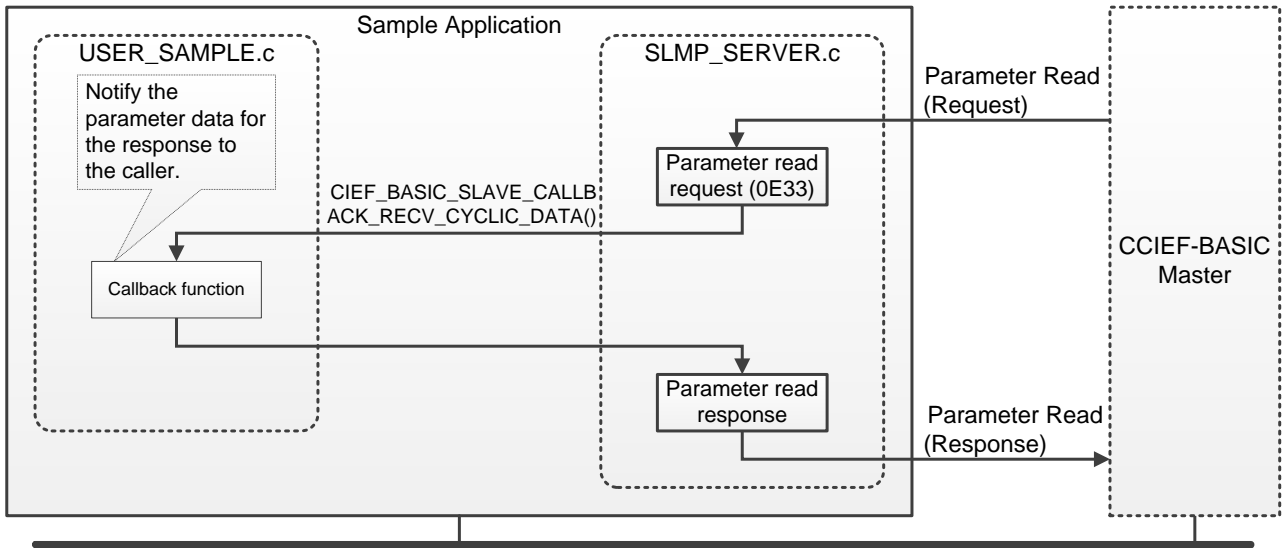 Sample Application
USER_SAMPLE.c
Notify the
parameter data for
the response to
the caller.
Callback function
CIEF_BASIC_SLAVE_CALLB
ACK_RECV_CYCLIC_DATA()
SLMP_SERVER.c
Parameter read
request (0E33)
Parameter read
response
Parameter Read
(Request)
Parameter Read
(Response)
CCIEF-BASIC
Master